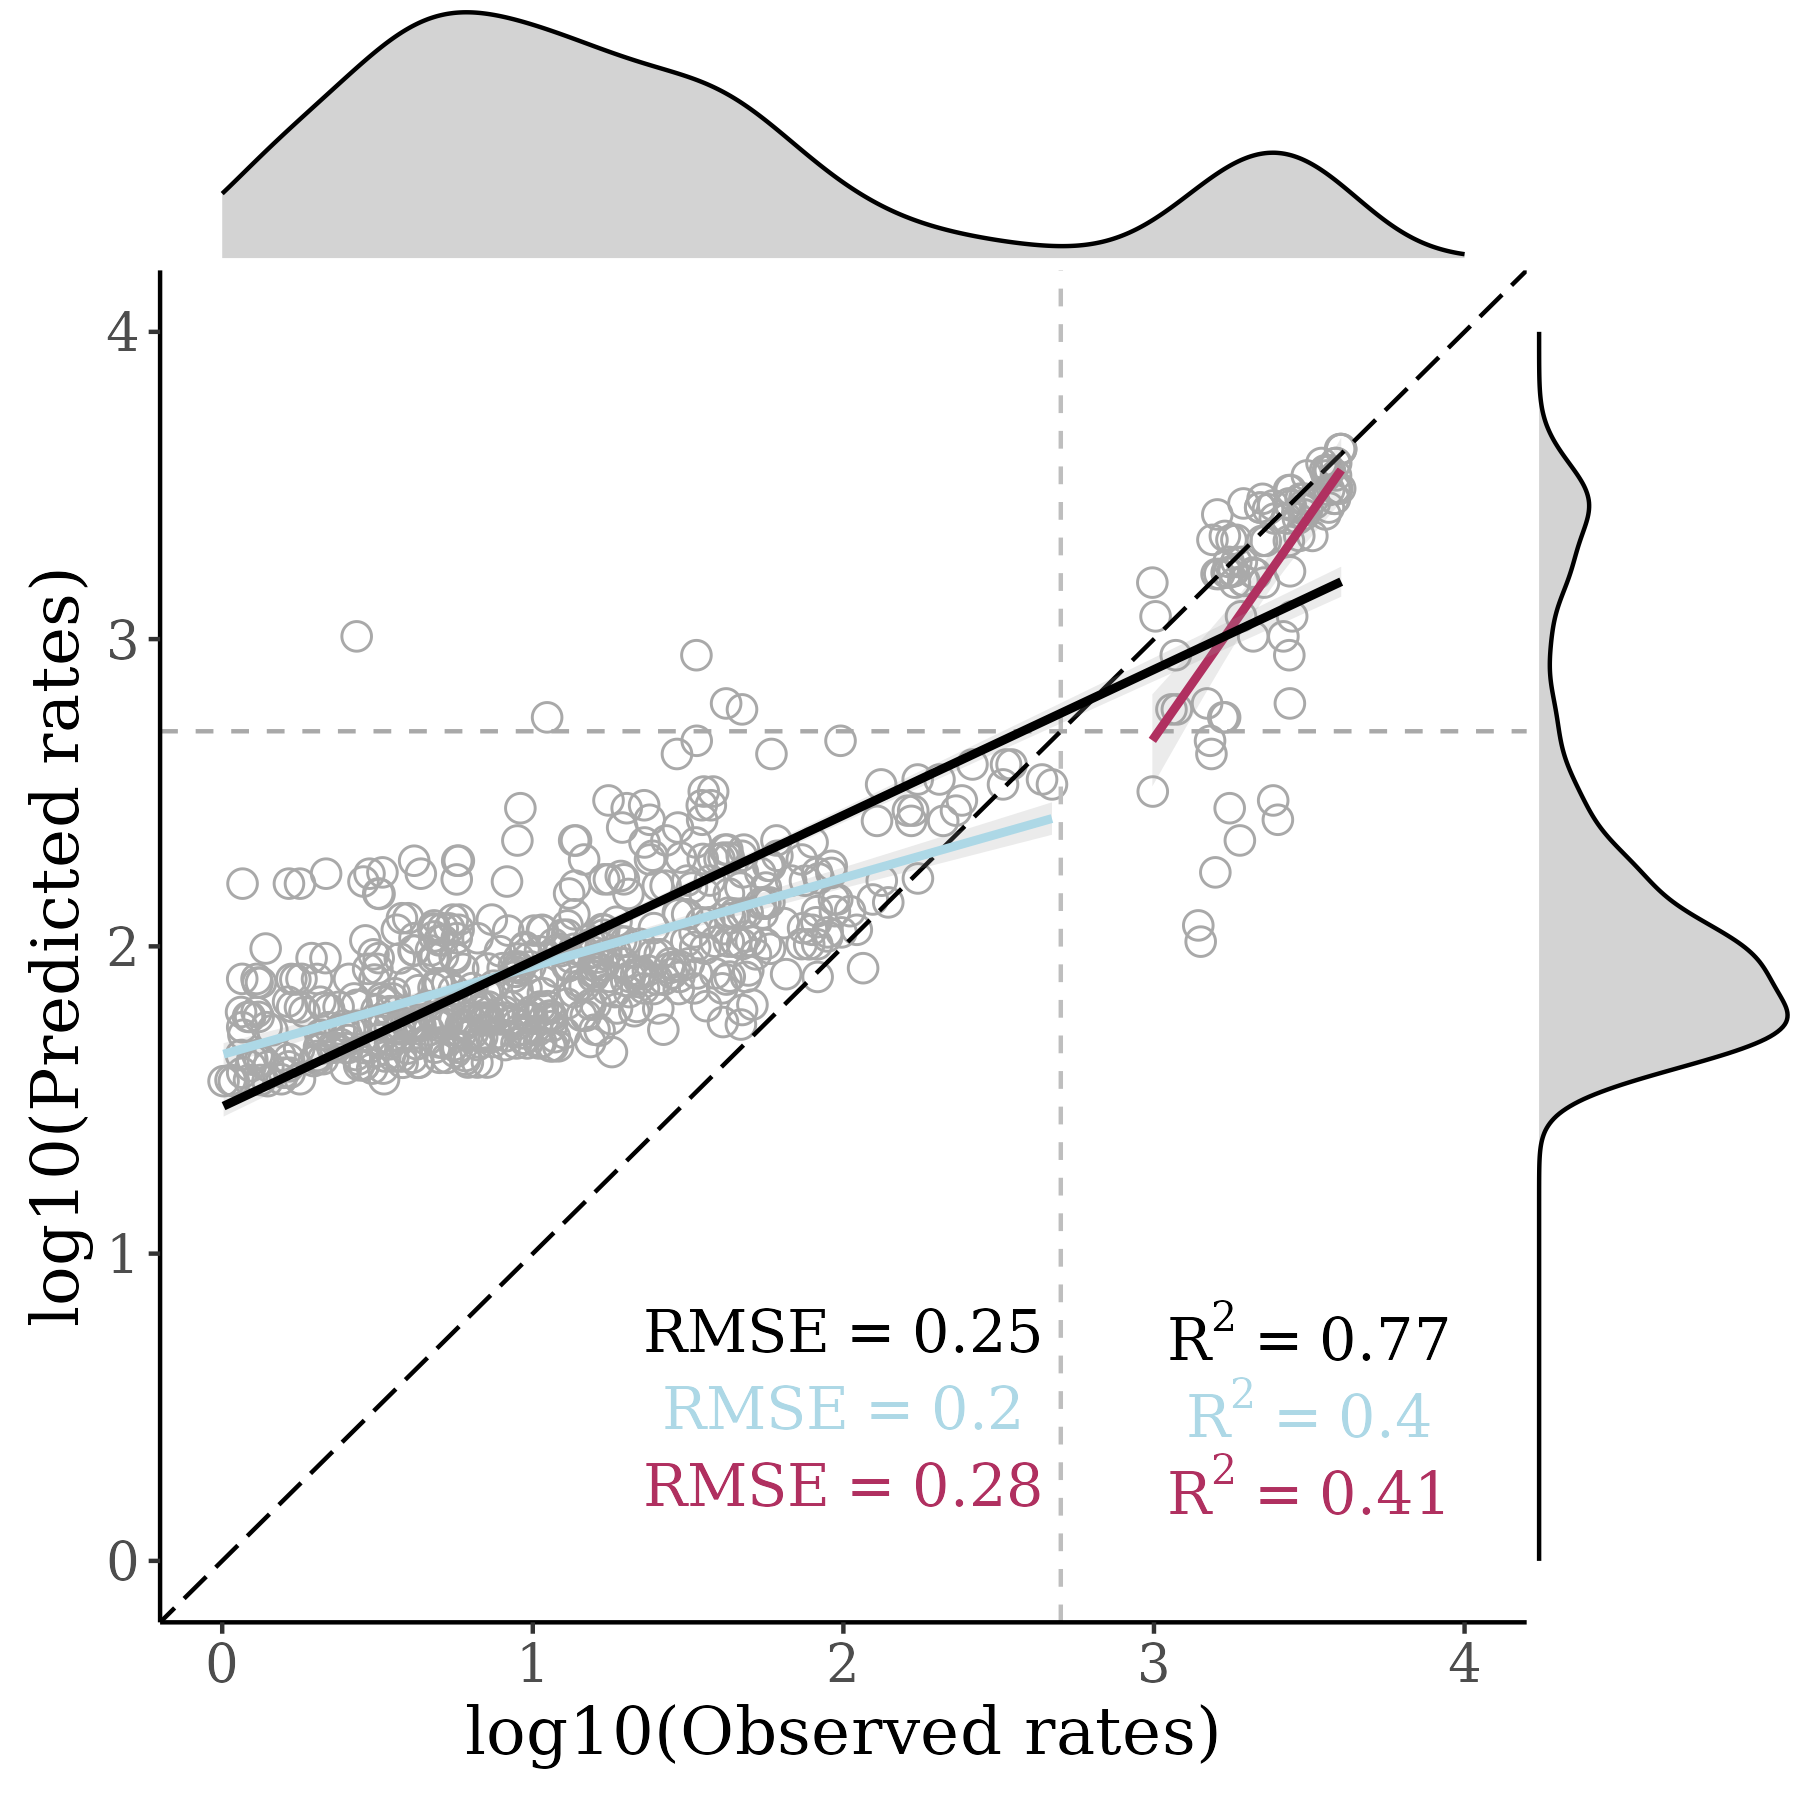 4
3
2
1
0
log10(Predicted rates)
RMSE = 0.25
R² = 0.77
RMSE = 0.2
R² = 0.4
RMSE = 0.28
R² = 0.41
0 1 2 3 4
log10(Observed rates)